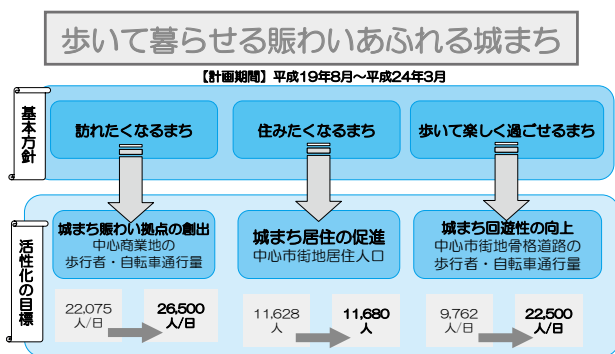 歩いて暮らせる賑わいあふれる城まち
【計画期間】平成19年8月～平成24年3月
基本方針
訪れたくなるまち
住みたくなるまち
歩いて楽しく過ごせるまち
活性化の目標
城まち賑わい拠点の創出
中心商業地の
歩行者・自転車通行量
22,075
人/日
26,500
人/日
城まち居住の促進
中心市街地居住人口
11,628
人
11,680
人
城まち回遊性の向上
中心市街地骨格道路の
歩行者・自転車通行量
9,762
人/日
22,500
人/日